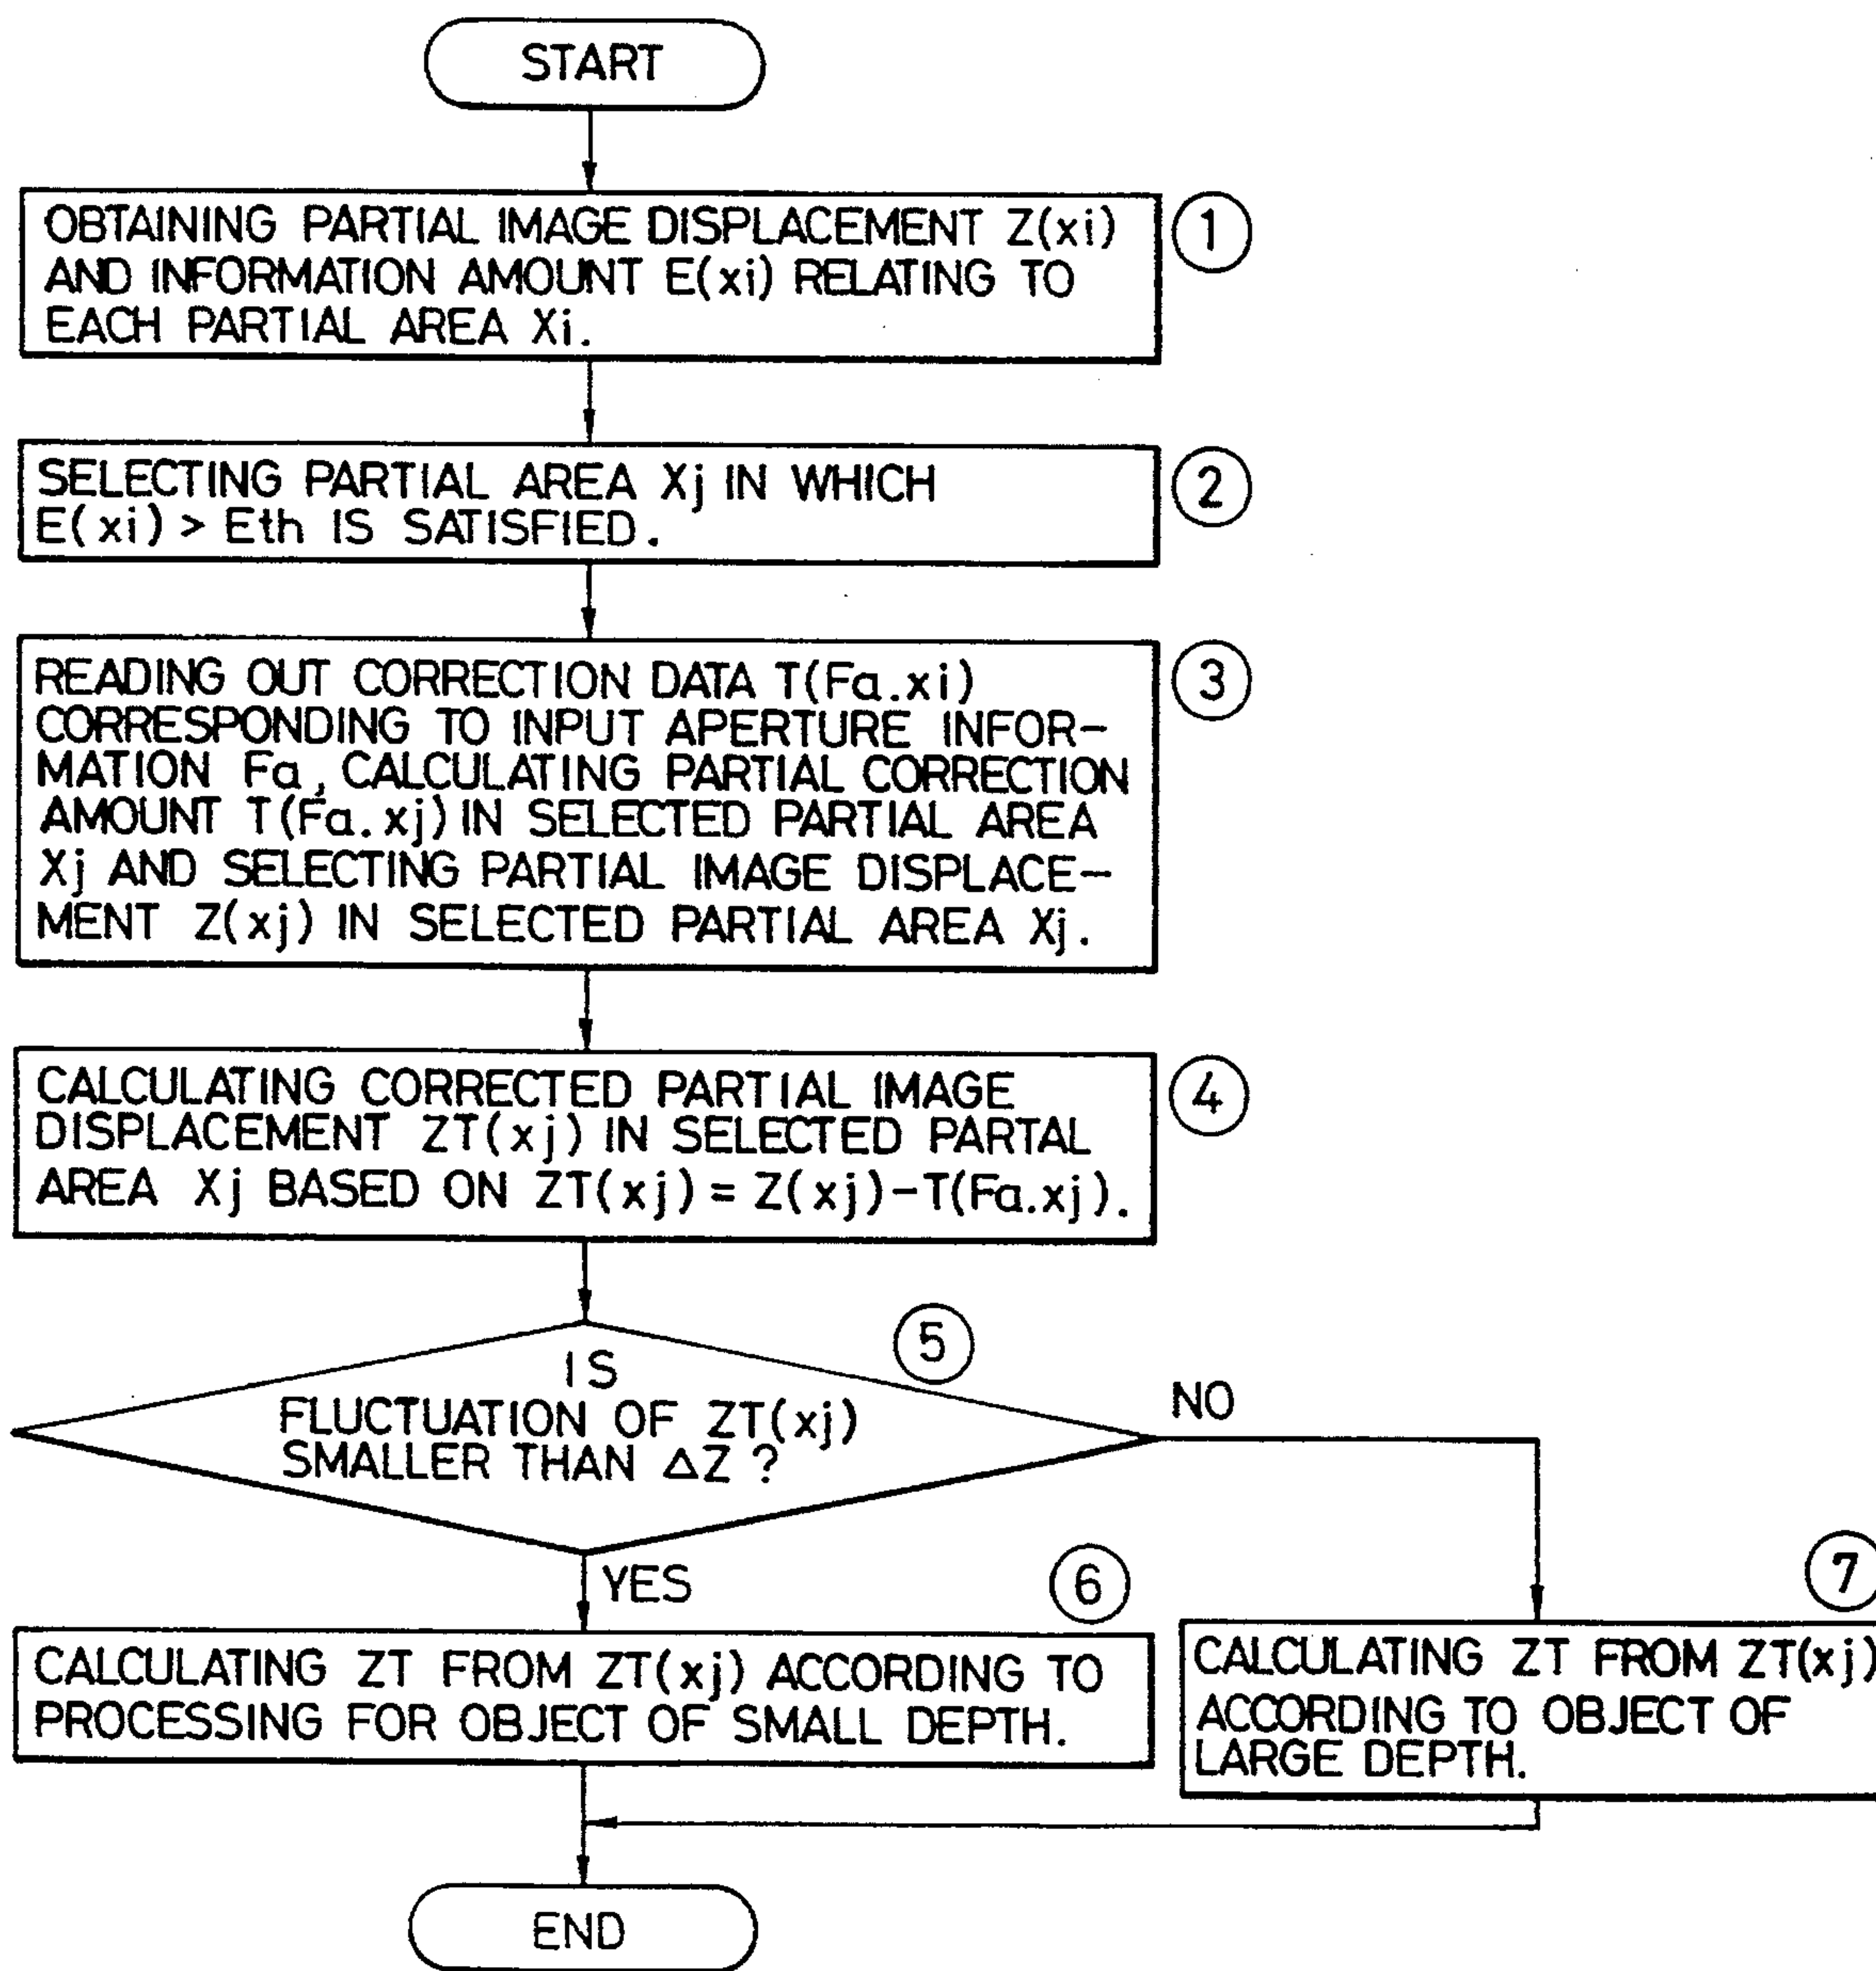 START
OBTAINING PARTIAL IMAGE DISPLACEMENT Z(xi)
AND INFORMATION AMOUNT E(xi) RELATING TO
EACH PARTIAL AREA Xi.
1
SELECTING PARTIAL AREA Xj IN WHICH
E(xi) > Eth IS SATISFIED.
2
READING OUT CORRECTION DATA T(Fa.xi)
CORRESPONDING TO INPUT APERTURE INFOR-
MATION Fa, CALCULATING PARTIAL CORRECTION
AMOUNT T(Fa.xj) IN SELECTED PARTIAL AREA
Xj AND SELECTING PARTIAL IMAGE DISPLACE-
MENT Z(xj) IN SELECTED PARTIAL AREA Xj.
3
CALCULATING CORRECTED PARTIAL IMAGE
DISPLACEMENT ZT(xj) IN SELECTED PARTAL
AREA Xj BASED ON ZT(xj) = Z(xj)-T(Fa.xj).
4
5
IS
FLUCTUATION OF ZT(xj)
SMALLER THAN ΔZ ?
NO
YES
6
CALCULATING ZT FROM ZT(xj) ACCORDING TO
PROCESSING FOR OBJECT OF SMALL DEPTH.
7
CALCULATING ZT FROM ZT(xj)
ACCORDING TO OBJECT OF
LARGE DEPTH.
END